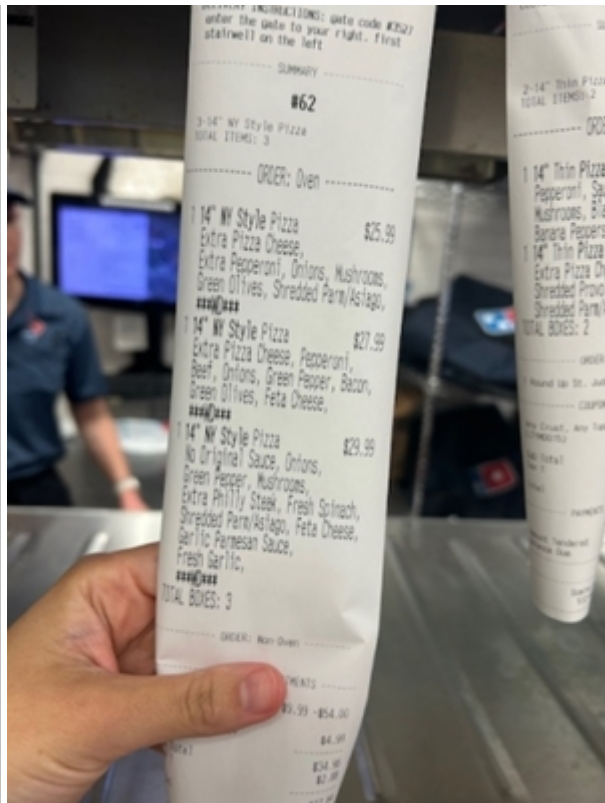 DELIVERY INSTRUCTIONS: gate code #3527
enter the gate to your right. first
stairwell on the left
SUMMARY
#62
3-14" NY Style Pizza
TOTAL ITEMS: 3
ORDER: Oven
1 14" NY Style Pizza $25.99
Extra Pizza Cheese,
Extra Pepperoni, Onions, Mushrooms,
Green Olives, Shredded Parm/Asiago,
1 14" NY Style Pizza $27.99
Extra Pizza Cheese, Pepperoni,
Beef, Onions, Green Pepper, Bacon,
Green Olives, Feta Cheese,
1 14" NY Style Pizza $29.99
No Original Sauce, Onions,
Green Pepper, Mushrooms,
Extra Philly Steak, Fresh Spinach,
Shredded Parm/Asiago, Feta Cheese,
Garlic Parmesan Sauce,
Fresh Garlic,
TOTAL BOXES: 3
ORDER: Non-Oven
-$54.00
$4.99
2-14" Thin Pizza
TOTAL ITEMS: 2
1 14" Thin Pizza
Pepperoni,
Mushrooms,
Banana Peppers
1 14" Thin Pizza
Extra Pizza
Shredded
Shredded
TOTAL BOXES: 2
ORDER
Round Up St.